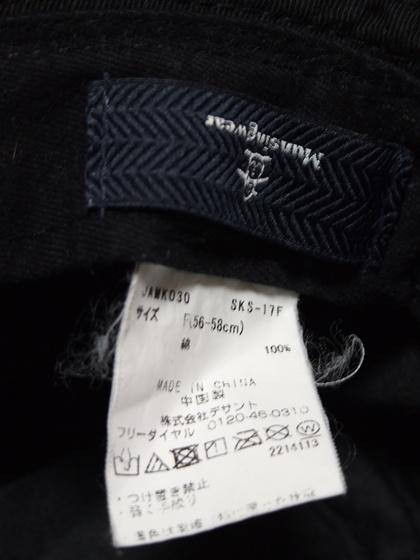 Munsingwear
JAMK030 SKS-17F
サイズ F(56-58cm)
綿 100%
MADE IN CHINA
中国製
株式会社デサント
フリーダイヤル 0120-46-0310
W
2214113
・つけ置き禁止
・弱く手絞り